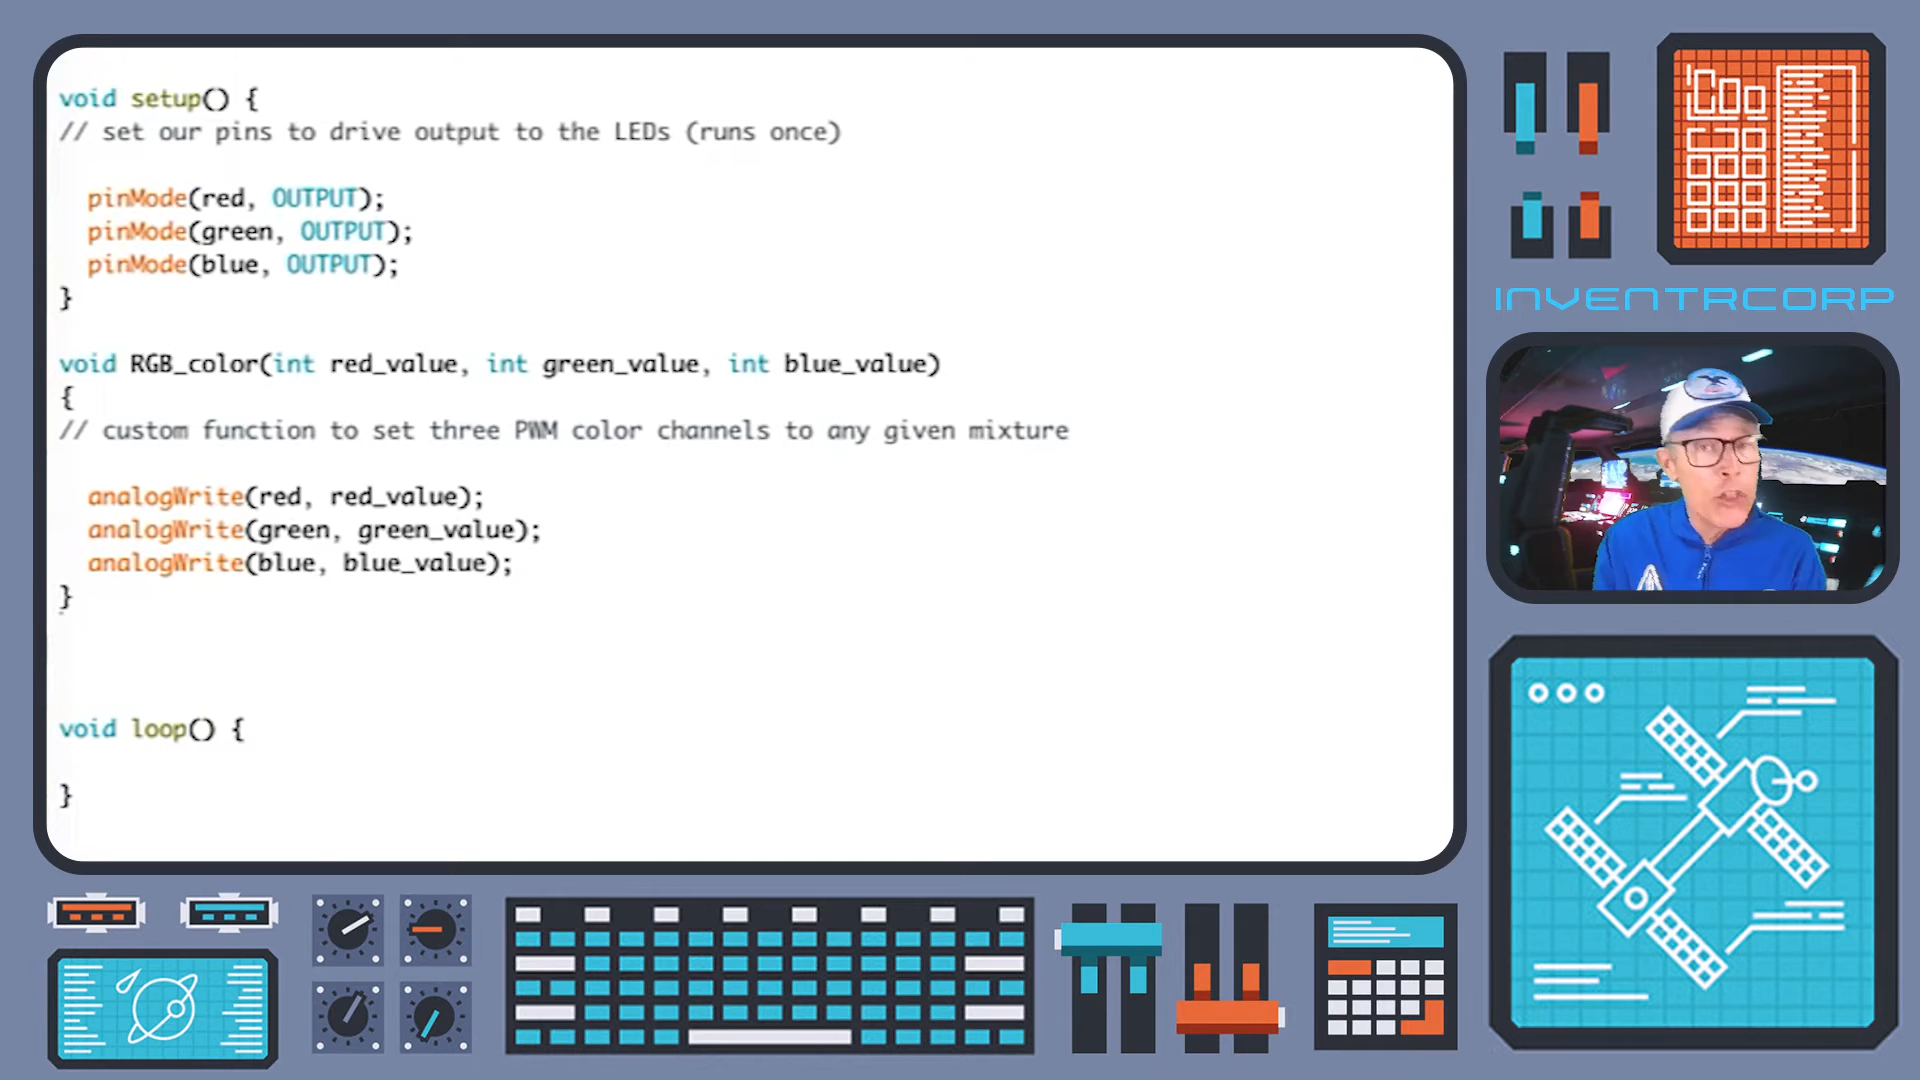 void setup() {
// set our pins to drive output to the LEDs (runs once)
pinMode(red, OUTPUT);
pinMode(green, OUTPUT);
pinMode(blue, OUTPUT);
}
void RGB_color(int red_value, int green_value, int blue_value)
{
// custom function to set three PWM color channels to any given mixture
analogWrite(red, red_value);
analogWrite(green, green_value);
analogWrite(blue, blue_value);
}
void loop() {
}
INVENTRCORP